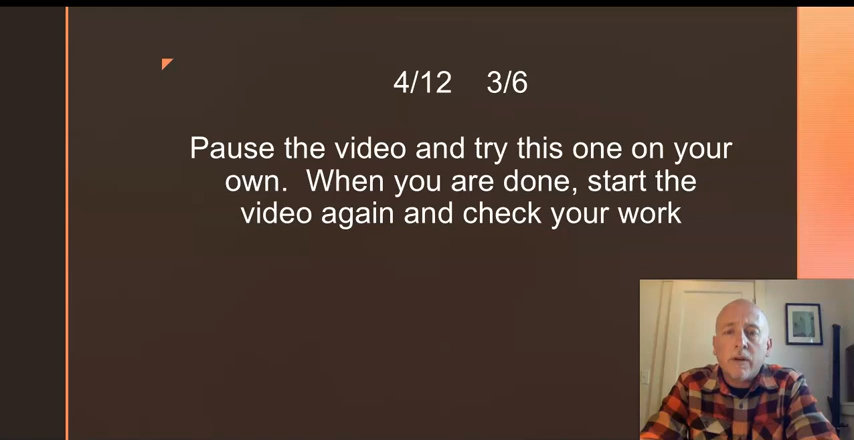 4/12 3/6
Pause the video and try this one on your
own. When you are done, start the
video again and check your work